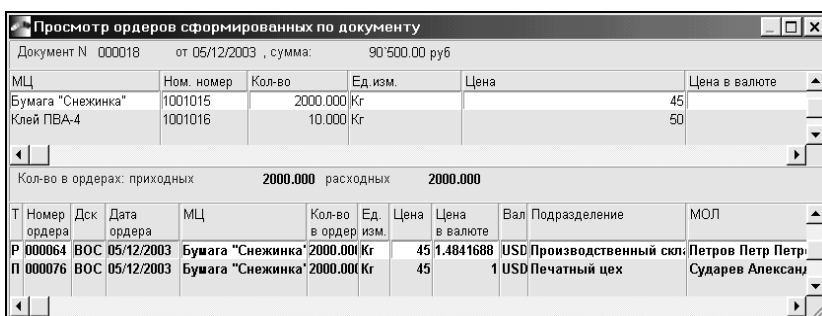 Просмотр ордеров сформированных по документу
Документ N 000018 от 05/12/2003 , сумма: 90`500.00 руб
МЦ Ном. номер Кол-во Ед.изм. Цена Цена в валюте
Бумага "Снежинка" 1001015 2000.000 Кг 45
Клей ПВА-4 1001016 10.000 Кг 50
Кол-во в ордерах: приходных 2000.000 расходных 2000.000
Т Номер Дск Дата МЦ Кол-во Ед. Цена Цена Вал Подразделение МОЛ
ордера ордера в ордер изм. в валюте
Р 000064 ВОС 05/12/2003 Бумага "Снежинка" 2000.00 Кг 45 1.4841688 USD Производственный скл Петров Петр Петр
П 000076 ВОС 05/12/2003 Бумага "Снежинка" 2000.00 Кг 45 1 USD Печатный цех Сударев Александ